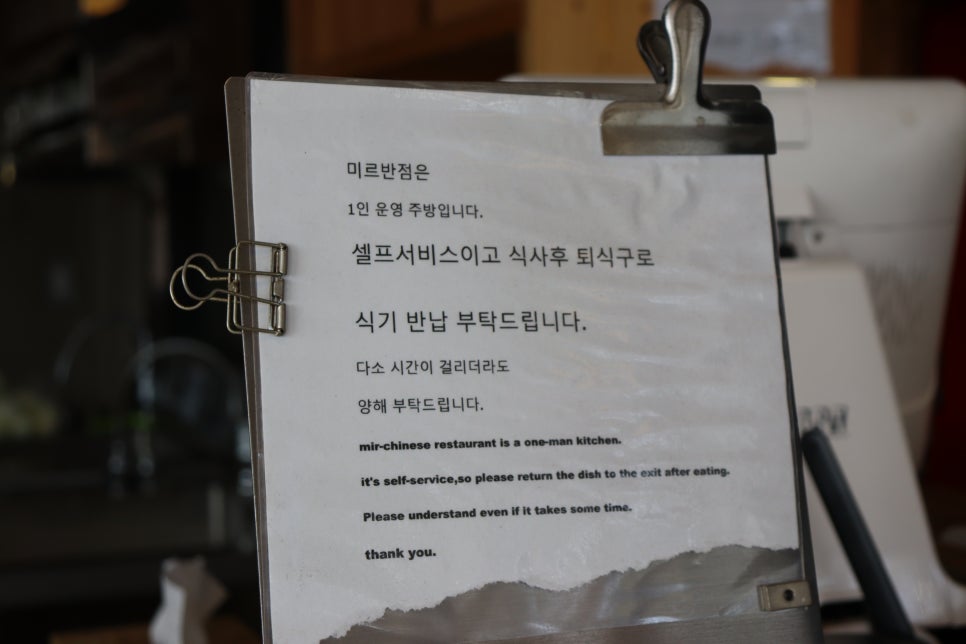 미르반점은
1인 운영 주방입니다.
셀프서비스이고 식사후 퇴식구로
식기 반납 부탁드립니다.
다소 시간이 걸리더라도
양해 부탁드립니다.
mir-chinese restaurant is a one-man kitchen.
it's self-service,so please return the dish to the exit after eating.
Please understand even if it takes some time.
thank you.